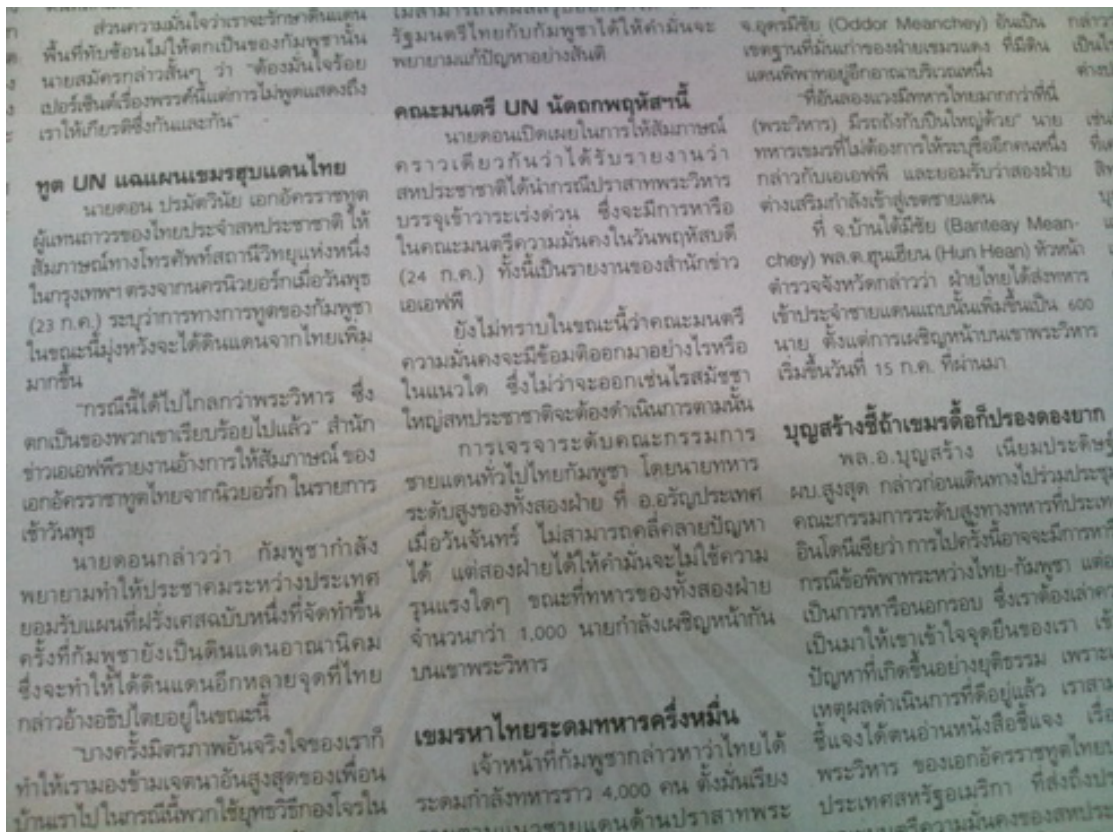 ส่วนความมั่นใจว่าเราจะรักษาดินแดน
พื้นที่ทับซ้อนไม่ให้ตกเป็นของกัมพูชานั้น
นายสมัครกล่าวสั้นๆ ว่า "ต้องมั่นใจร้อย
เปอร์เซ็นต์เรื่องพรรค์นี้แต่การไม่พูดแสดงถึง
เราให้เกียรติซึ่งกันและกัน"
ทูต UN แฉแผนเขมรฮุบแดนไทย
นายดอน ปรมัตวินัย เอกอัครราชทูต
ผู้แทนถาวรของไทยประจำสหประชาชาติ ให้
สัมภาษณ์ทางโทรศัพท์สถานีวิทยุแห่งหนึ่ง
ในกรุงเทพฯ ตรงจากนครนิวยอร์กเมื่อวันพุธ
(23 ก.ค.) ระบุว่าการทางการทูตของกัมพูชา
ในขณะนี้มุ่งหวังจะได้ดินแดนจากไทยเพิ่ม
มากขึ้น
"กรณีนี้ได้ไปไกลกว่าพระวิหาร ซึ่ง
ตกเป็นของพวกเขาเรียบร้อยไปแล้ว" สำนัก
ข่าวเอเอฟพีรายงานอ้างการให้สัมภาษณ์ ของ
เอกอัครราชาทูตไทยจากนิวยอร์ก ในรายการ
เช้าวันพุธ
นายดอนกล่าวว่า กัมพูชากำลัง
พยายามทำให้ประชาคมระหว่างประเทศ
ยอมรับแผนที่ฝรั่งเศสฉบับหนึ่งที่จัดทำขึ้น
ครั้งที่กัมพูชายังเป็นดินแดนอาณานิคม
ซึ่งจะทำให้ได้ดินแดนอีกหลายจุดที่ไทย
กล่าวอ้างอธิปไตยอยู่ในขณะนี้
"บางครั้งมิตรภาพอันจริงใจของเราก็
ทำให้เรามองข้ามเจตนาอันสูงสุดของเพื่อน
บ้านเราไป ในกรณีนี้พวกใช้ยุทธวิธีกองโจรใน
รัฐมนตรีไทยกับกัมพูชาได้ให้คำมั่นจะ
พยายามแก้ปัญหาอย่างสันติ
คณะมนตรี UN นัดถกพฤหัสฯนี้
นายดอนเปิดเผยในการให้สัมภาษณ์
คราวเดียวกันว่าได้รับรายงานว่า
สหประชาชาติได้นำกรณีปราสาทพระวิหาร
บรรจุเข้าวาระเร่งด่วน ซึ่งจะมีการหารือ
ในคณะมนตรีความมั่นคงในวันพฤหัสบดี
(24 ก.ค.) ทั้งนี้เป็นรายงานของสำนักข่าว
เอเอฟพี
ยังไม่ทราบในขณะนี้ว่าคณะมนตรี
ความมั่นคงจะมีข้อมติออกมาอย่างไรหรือ
ในแนวใด ซึ่งไม่ว่าจะออกเช่นไรสมัชชา
ใหญ่สหประชาชาติจะต้องดำเนินการตามนั้น
การเจรจาระดับคณะกรรมการ
ชายแดนทั่วไปไทยกัมพูชา โดยนายทหาร
ระดับสูงของทั้งสองฝ่าย ที่ อ.อรัญประเทศ
เมื่อวันจันทร์ ไม่สามารถคลี่คลายปัญหา
ได้ แต่สองฝ่ายได้ให้คำมั่นจะไม่ใช้ความ
รุนแรงใดๆ ขณะที่ทหารของทั้งสองฝ่าย
จำนวนกว่า 1,000 นายกำลังเผชิญหน้ากัน
บนเขาพระวิหาร
เขมรหาไทยระดมทหารครึ่งหมื่น
เจ้าหน้าที่กัมพูชากล่าวหาว่าไทยได้
ระดมกำลังทหารราว 4,000 คน ตั้งมั่นเรียง
จ.อุดรมีชัย (Oddor Meanchey) อันเป็น
เขตฐานที่มั่นเก่าของฝ่ายเขมรแดง ที่มีดิน
แดนพิพาทอยู่อีกอาณาบริเวณหนึ่ง
"ที่อันลองแวงมีทหารไทยมากกว่าที่นี่
(พระวิหาร) มีรถถังกับปืนใหญ่ด้วย" นาย
ทหารเขมรที่ไม่ต้องการให้ระบุชื่ออีกคนหนึ่ง
กล่าวกับเอเอฟพี และยอมรับว่าสองฝ่าย
ต่างเสริมกำลังเข้าสู่เขตชายแดน
ที่ จ.บ้านใต้มีชัย (Banteay Mean-
chey) พล.ต.ฮุนเฮียน (Hun Hean) หัวหน้า
ตำรวจจังหวัดกล่าวว่า ฝ่ายไทยได้ส่งทหาร
เข้าประจำชายแดนแถบนั้นเพิ่มขึ้นเป็น 600
นาย ตั้งแต่การเผชิญหน้าบนเขาพระวิหาร
เริ่มขึ้นวันที่ 15 ก.ค. ที่ผ่านมา
บุญสร้างชี้ถ้าเขมรดื้อก็ปรองดองยาก
พล.อ.บุญสร้าง เนียมประดิษฐ์
ผบ.สูงสุด กล่าวก่อนเดินทางไปร่วมประชุม
คณะกรรมการระดับสูงทางทหารที่ประเท
อินโดนีเซียว่า การไปครั้งนี้อาจจะมีการหา
กรณีข้อพิพาทระหว่างไทย-กัมพูชา แต่
เป็นการหารือนอกรอบ ซึ่งเราต้องเล่า
เป็นมาให้เขาเข้าใจจุดยืนของเรา
ปัญหาที่เกิดขึ้นอย่างยุติธรรม เพราะ
เหตุผลดำเนินการที่ดีอยู่แล้ว เราสาม
ชี้แจงได้ตนอ่านหนังสือชี้แจง เรื่อ
พระวิหาร ของเอกอัครราชทูตไทย
ประเทศสหรัฐอเมริกา ที่ส่งถึงป